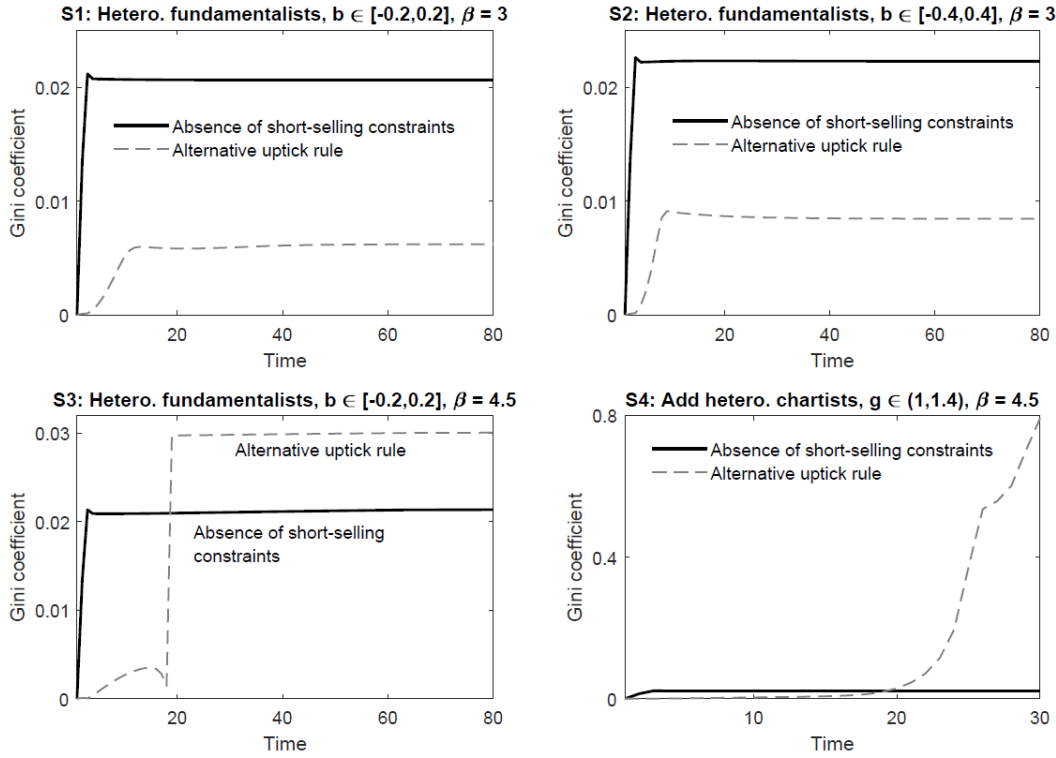 S1: Hetero. fundamentalists, b ∈ [-0.2,0.2], β = 3
Gini coefficient
0.02
0.01
0
Absence of short-selling constraints
Alternative uptick rule
20
40
60
80
Time
S2: Hetero. fundamentalists, b ∈ [-0.4,0.4], β = 3
Gini coefficient
0.02
0.01
0
Absence of short-selling constraints
Alternative uptick rule
20
40
60
80
Time
S3: Hetero. fundamentalists, b ∈ [-0.2,0.2], β = 4.5
Gini coefficient
0.03
0.02
0.01
0
Alternative uptick rule
Absence of short-selling
constraints
20
40
60
80
Time
S4: Add hetero. chartists, g ∈ (1,1.4), β = 4.5
Gini coefficient
0.8
0.4
0
Absence of short-selling constraints
Alternative uptick rule
10
20
30
Time